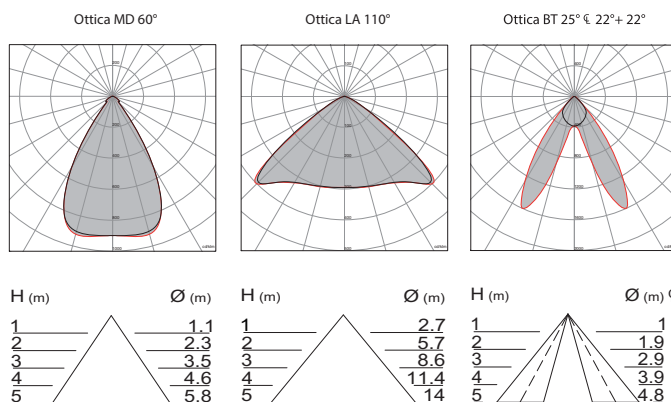 Ottica MD 60°
Ottica LA 110°
Ottica BT 25° ℄ 22°+ 22°
H (m) Ø (m)
1 1.1
2 2.3
3 3.5
4 4.6
5 5.8
H (m) Ø (m)
1 2.7
2 5.7
3 8.6
4 11.4
5 14
H (m) Ø (m)
1 1
2 1.9
3 2.9
4 3.9
5 4.8